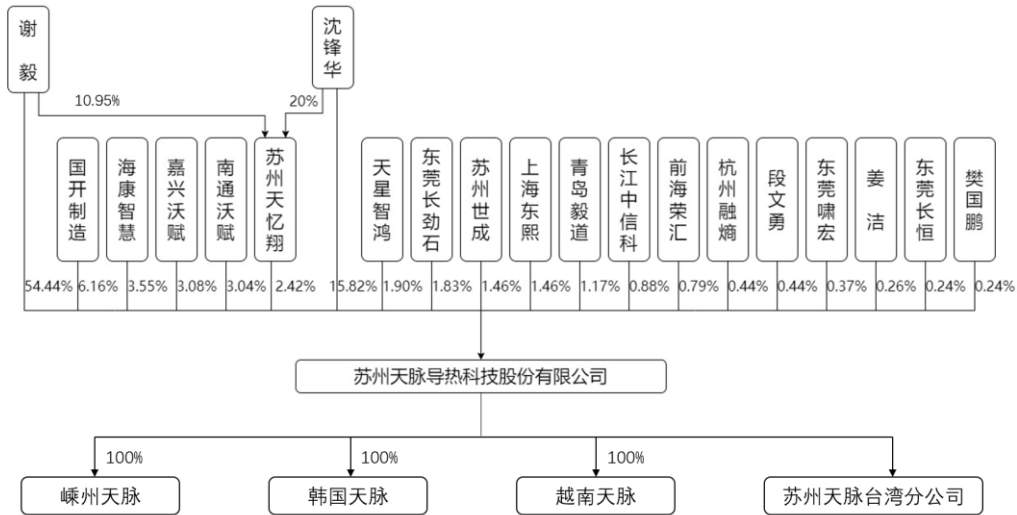 谢毅
沈锋华
10.95%
20%
国开制造
海康智慧
嘉兴沃赋
南通沃赋
苏州天忆翔
天星智鸿
东莞长劲石
苏州世成
上海东熙
青岛毅道
长江中信科
前海荣汇
杭州融熵
段文勇
东莞啸宏
姜洁
东莞长恒
樊国鹏
54.44% 6.16% 3.55% 3.08% 3.04% 2.42% 15.82% 1.90% 1.83% 1.46% 1.46% 1.17% 0.88% 0.79% 0.44% 0.44% 0.37% 0.26% 0.24% 0.24%
苏州天脉导热科技股份有限公司
100% 100% 100%
嵊州天脉 韩国天脉 越南天脉 苏州天脉台湾分公司